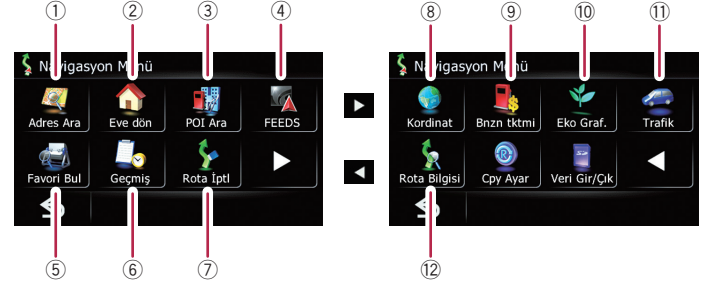 ① ② ③ ④
Navigasyon Menü
Adres Ara Eve dön POI Ara FEEDS
Favori Bul Geçmiş Rota İptl
⑤ ⑥ ⑦
⑧ ⑨ ⑩ ⑪
Navigasyon Menü
Kordinat Bnzn tktmi Eko Graf. Trafik
Rota Bilgisi Cpy Ayar Veri Gir/Çık
⑫